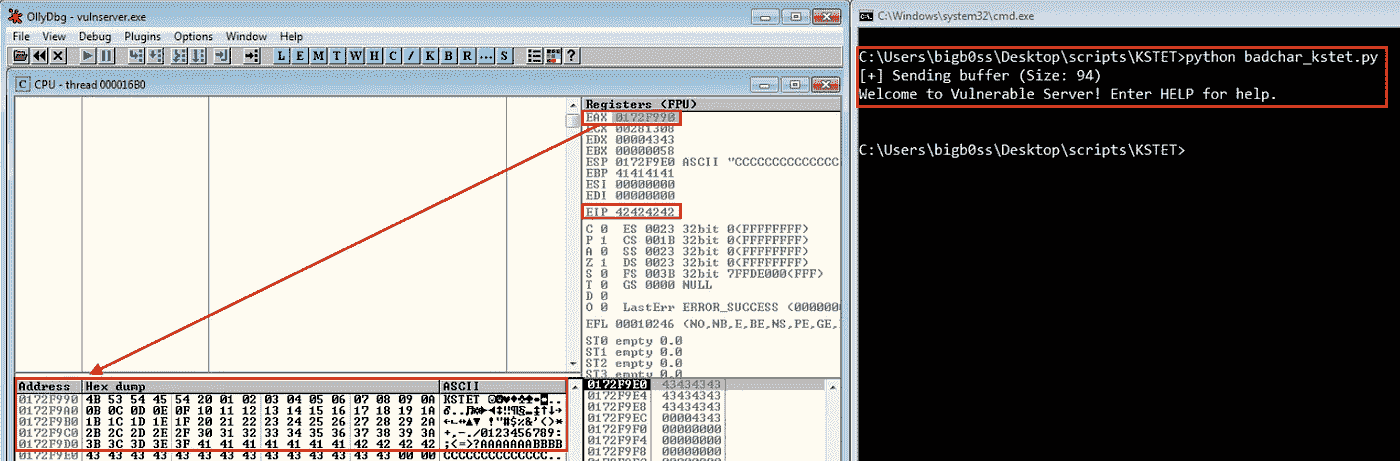 OllyDbg - vulnserver.exe
File View Debug Plugins Options Window Help
L E M T W H C / K B R ... S ?
C CPU - thread 000016B0
Registers (FPU)
EAX 0172F990
ECX 00281308
EDX 00004343
EBX 00000058
ESP 0172F9E0 ASCII "CCCCCCCCCCCCCC
EBP 41414141
ESI 00000000
EDI 00000000
EIP 42424242
C 0 ES 0023 32bit 0(FFFFFFFF)
P 1 CS 001B 32bit 0(FFFFFFFF)
A 0 SS 0023 32bit 0(FFFFFFFF)
Z 1 DS 0023 32bit 0(FFFFFFFF)
S 0 FS 003B 32bit 7FFDE000(FFF)
T 0 GS 0000 NULL
D 0
O 0 LastErr ERROR_SUCCESS (0000000
EFL 00010246 (NO,NB,E,BE,NS,PE,GE,
ST0 empty 0.0
ST1 empty 0.0
ST2 empty 0.0
ST3 empty 0.0
Address Hex dump ASCII
0172F990 4B 53 54 45 54 20 01 02 03 04 05 06 07 08 09 0A KSTET
0172F9A0 0B 0C 0D 0E 0F 10 11 12 13 14 15 16 17 18 19 1A
0172F9B0 1B 1C 1D 1E 1F 20 21 22 23 24 25 26 27 28 29 2A !"#$%&'()*
0172F9C0 2B 2C 2D 2E 2F 30 31 32 33 34 35 36 37 38 39 3A +,-./0123456789:
0172F9D0 3B 3C 3D 3E 3F 41 41 41 41 41 41 41 42 42 42 42 ;<=>?AAAAAAABBBB
0172F9E0 43 43 43 43 43 43 43 43 43 43 43 43 43 43 00 00 CCCCCCCCCCCCCC..
0172F9E0 43434343
0172F9E4 43434343
0172F9E8 43434343
0172F9EC 00004343
0172F9F0 00000000
0172F9F4 00000000
0172F9F8 00000000
C:\Windows\system32\cmd.exe
C:\Users\bigb0ss\Desktop\scripts\KSTET>python badchar_kstet.py
[+] Sending buffer (Size: 94)
Welcome to Vulnerable Server! Enter HELP for help.
C:\Users\bigb0ss\Desktop\scripts\KSTET>